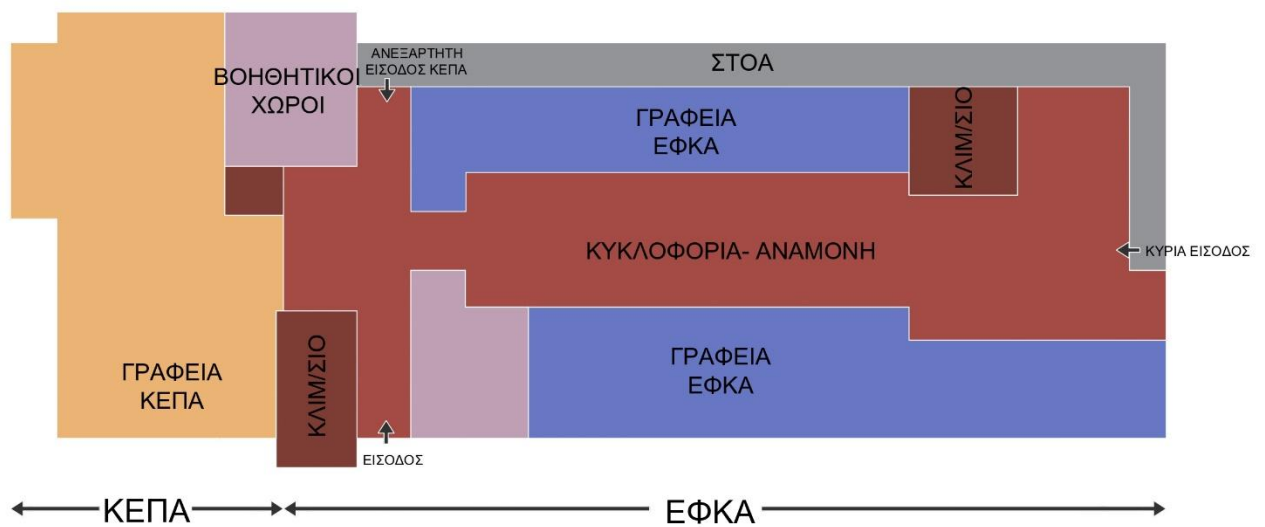 ΑΝΕΞΑΡΤΗΤΗ
ΕΙΣΟΔΟΣ ΚΕΠΑ
ΣΤΟΑ
ΒΟΗΘΗΤΙΚΟΙ
ΧΩΡΟΙ
ΓΡΑΦΕΙΑ
ΕΦΚΑ
ΚΛΙΜ/ΣΙΟ
ΚΥΚΛΟΦΟΡΙΑ- ΑΝΑΜΟΝΗ
ΚΥΡΙΑ ΕΙΣΟΔΟΣ
ΓΡΑΦΕΙΑ
ΚΕΠΑ
ΚΛΙΜ/ΣΙΟ
ΓΡΑΦΕΙΑ
ΕΦΚΑ
ΕΙΣΟΔΟΣ
ΚΕΠΑ
ΕΦΚΑ